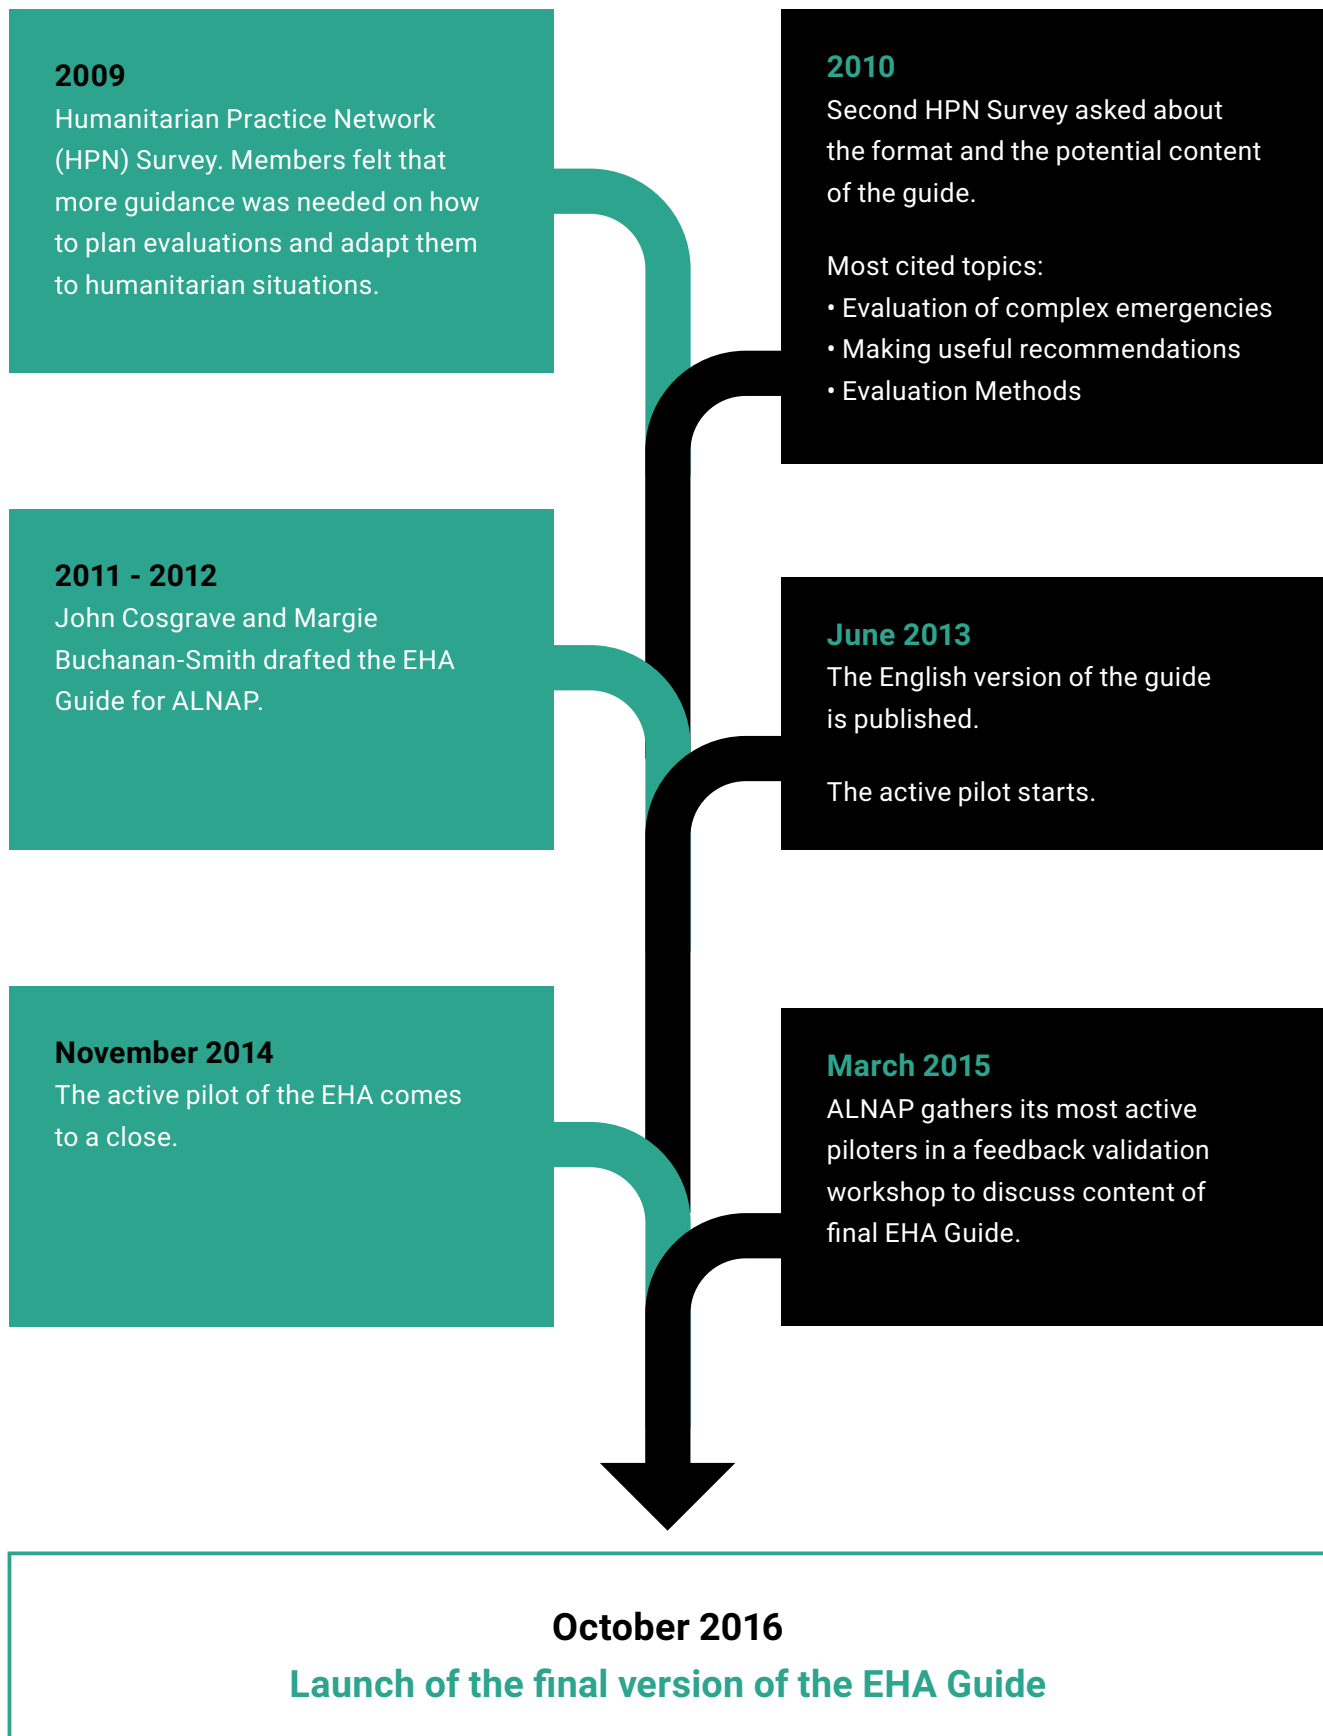 2009
Humanitarian Practice Network
(HPN) Survey. Members felt that
more guidance was needed on how
to plan evaluations and adapt them
to humanitarian situations.
2010
Second HPN Survey asked about
the format and the potential content
of the guide.
Most cited topics:
• Evaluation of complex emergencies
• Making useful recommendations
• Evaluation Methods
2011 - 2012
John Cosgrave and Margie
Buchanan-Smith drafted the EHA
Guide for ALNAP.
June 2013
The English version of the guide
is published.
The active pilot starts.
November 2014
The active pilot of the EHA comes
to a close.
March 2015
ALNAP gathers its most active
piloters in a feedback validation
workshop to discuss content of
final EHA Guide.
October 2016
Launch of the final version of the EHA Guide